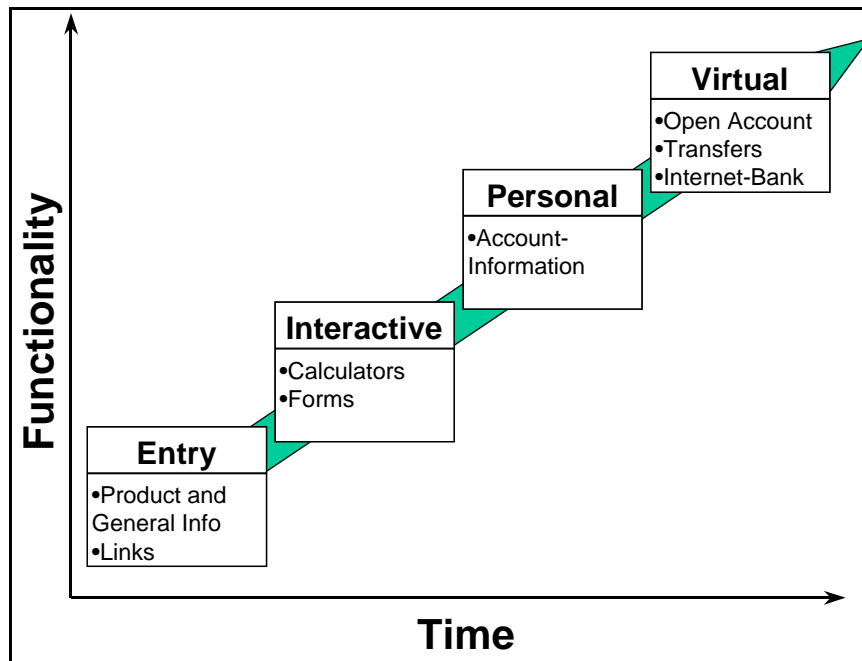 Functionality
Virtual
•Open Account
•Transfers
•Internet-Bank
Personal
•Account-
Information
Interactive
•Calculators
•Forms
Entry
•Product and
General Info
•Links
Time